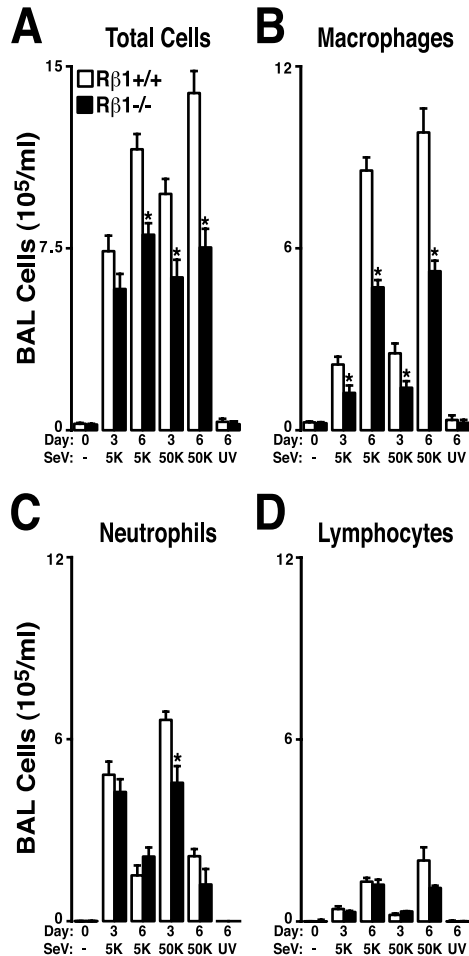 A Total Cells
15
Rβ1+/+
Rβ1-/-
*
*
*
7.5
BAL Cells (10⁵/ml)
0
Day: 0 3 6 3 6 6
SeV: - 5K 5K 50K 50K UV
B Macrophages
12
6
*
*
*
*
0
0 3 6 3 6 6
- 5K 5K 50K 50K UV
C Neutrophils
12
6
*
BAL Cells (10⁵/ml)
0
Day: 0 3 6 3 6 6
SeV: - 5K 5K 50K 50K UV
D Lymphocytes
12
6
0
Day: 0 3 6 3 6 6
SeV: - 5K 5K 50K 50K UV